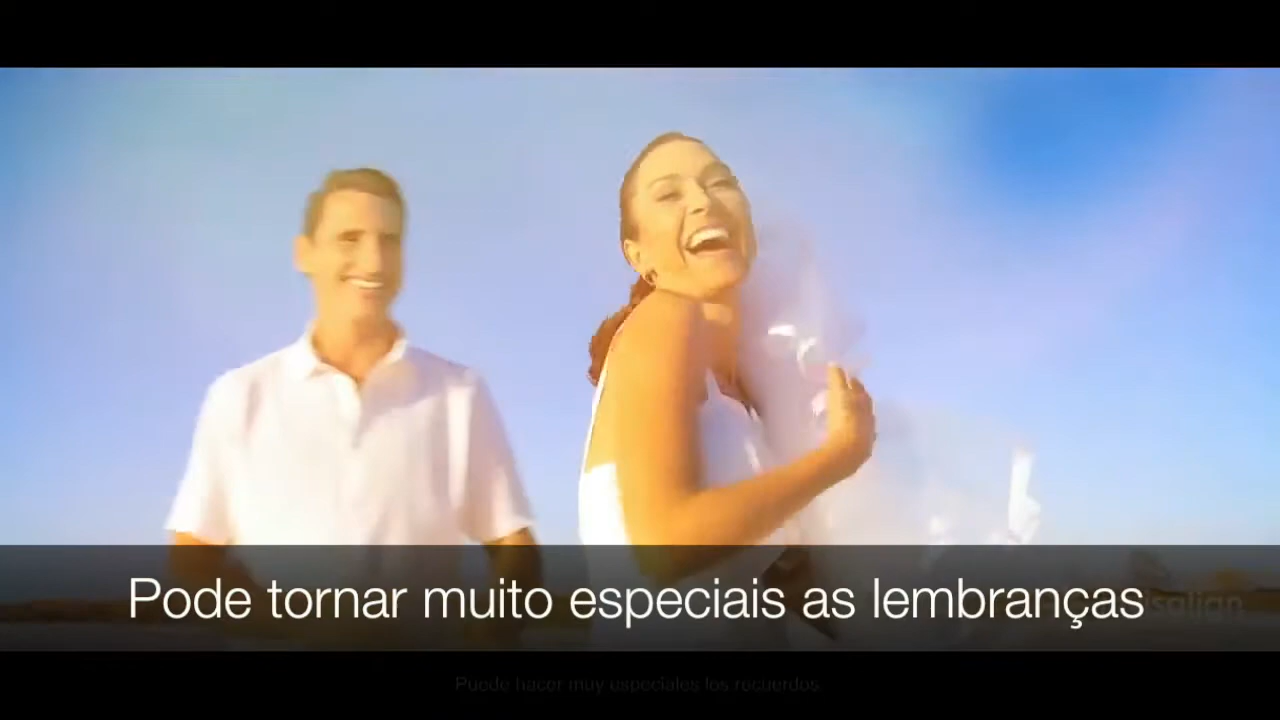 Pode tornar muito especiais as lembranças
Puede hacer muy especiales los recuerdos